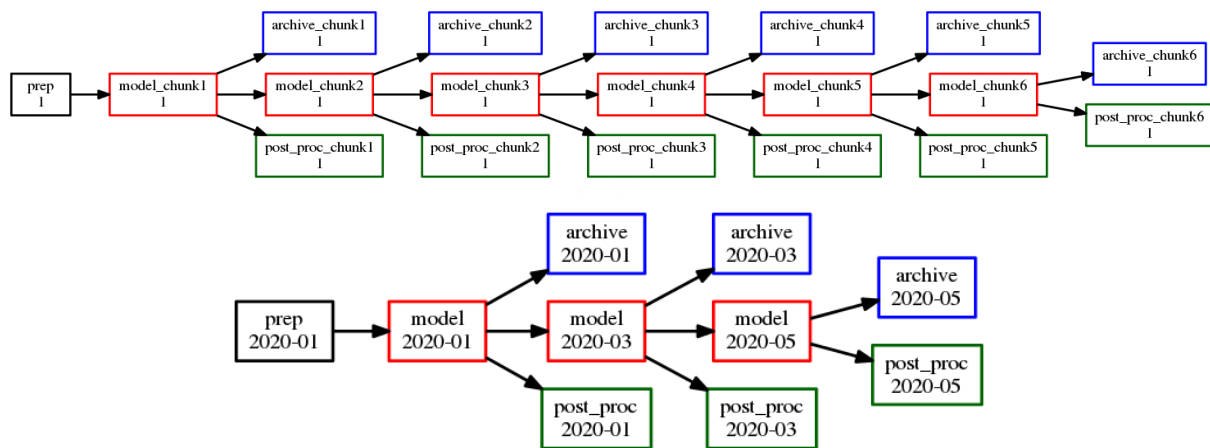 archive_chunk1
1
archive_chunk2
1
archive_chunk3
1
archive_chunk4
1
archive_chunk5
1
archive_chunk6
1
prep
1
model_chunk1
1
model_chunk2
1
model_chunk3
1
model_chunk4
1
model_chunk5
1
model_chunk6
1
post_proc_chunk6
1
post_proc_chunk1
1
post_proc_chunk2
1
post_proc_chunk3
1
post_proc_chunk4
1
post_proc_chunk5
1
archive
2020-01
archive
2020-03
archive
2020-05
prep
2020-01
model
2020-01
model
2020-03
model
2020-05
post_proc
2020-05
post_proc
2020-01
post_proc
2020-03